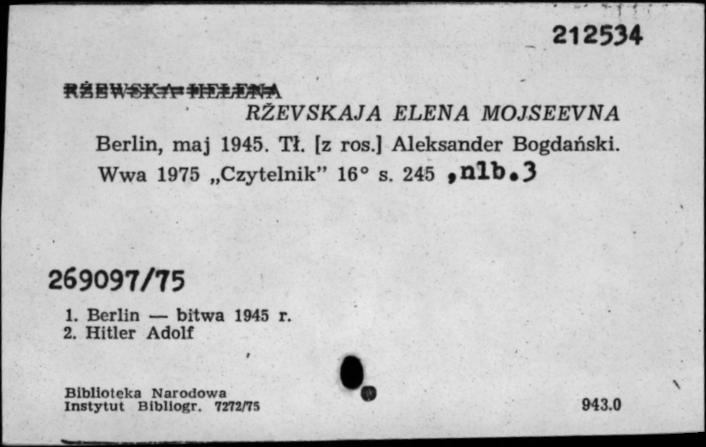 212534
RŻEWSKA HELENA
RŽEVSKAJA ELENA MOJSEEVNA
Berlin, maj 1945. Tł. [z ros.] Aleksander Bogdański.
Wwa 1975 „Czytelnik” 16° s. 245 ,nlb.3
269097/75
1. Berlin — bitwa 1945 r.
2. Hitler Adolf
Biblioteka Narodowa
Instytut Bibliogr. 7272/75
943.0